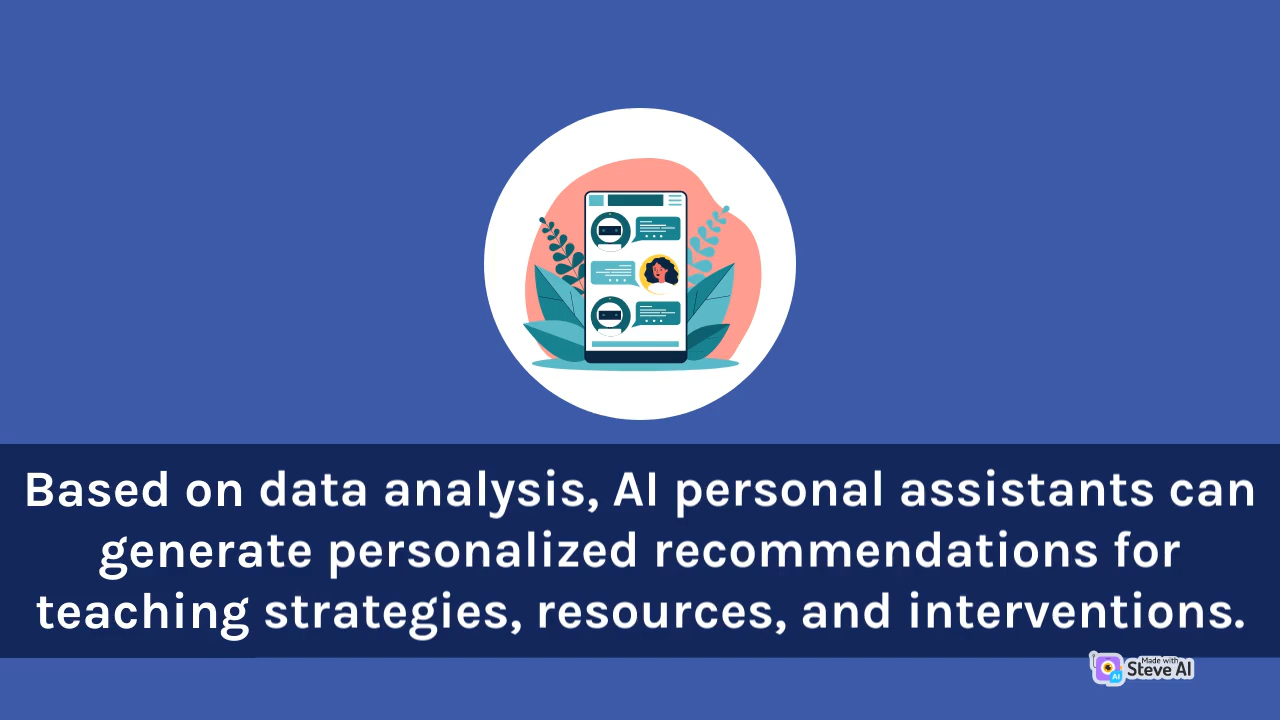 Based on data analysis, AI personal assistants can
generate personalized recommendations for
teaching strategies, resources, and interventions.
Made with
Steve AI
AI